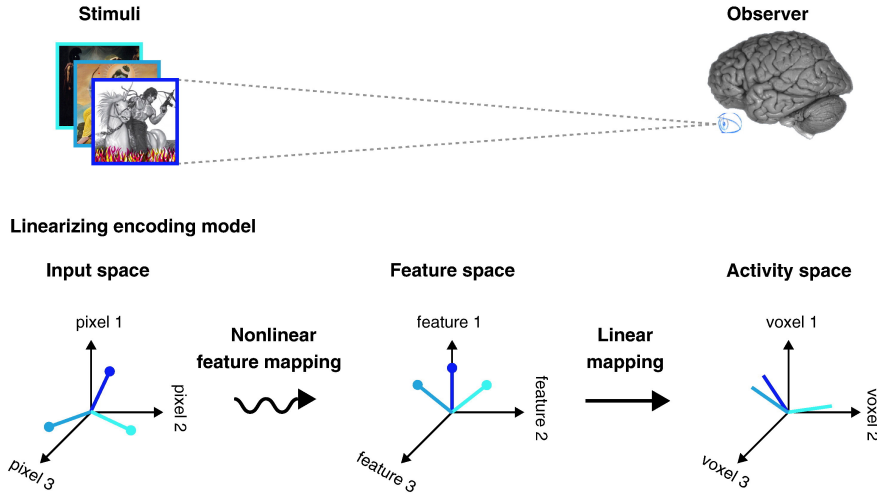 Stimuli
Observer
Linearizing encoding model
Input space
Feature space
Activity space
pixel 1
pixel 2
pixel 3
Nonlinear
feature mapping
feature 1
feature 2
feature 3
Linear
mapping
voxel 1
voxel 2
voxel 3